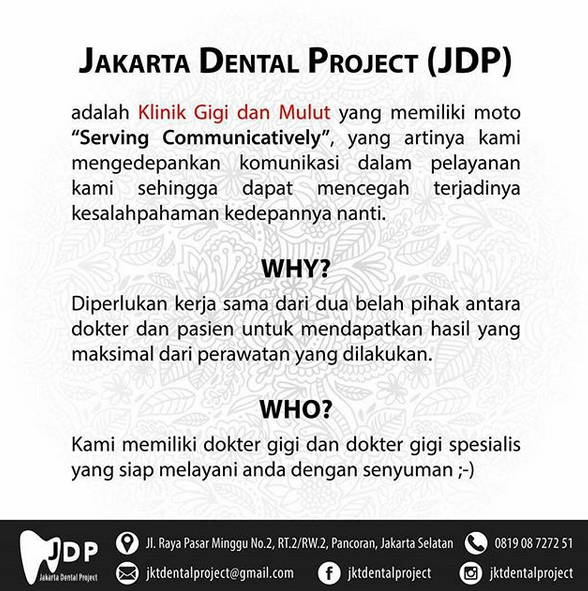 JAKARTA DENTAL PROJECT (JDP)
adalah Klinik Gigi dan Mulut yang memiliki moto
“Serving Communicatively”, yang artinya kami
mengedepankan komunikasi dalam pelayanan
kami sehingga dapat mencegah terjadinya
kesalahpahaman kedepannya nanti.
WHY?
Diperlukan kerja sama dari dua belah pihak antara
dokter dan pasien untuk mendapatkan hasil yang
maksimal dari perawatan yang dilakukan.
WHO?
Kami memiliki dokter gigi dan dokter gigi spesialis
yang siap melayani anda dengan senyuman ;-)
JDP
Jakarta Dental Project
Jl. Raya Pasar Minggu No.2, RT.2/RW.2, Pancoran, Jakarta Selatan
0819 08 7272 51
jktdentalproject@gmail.com
jktdentalproject
jktdentalproject